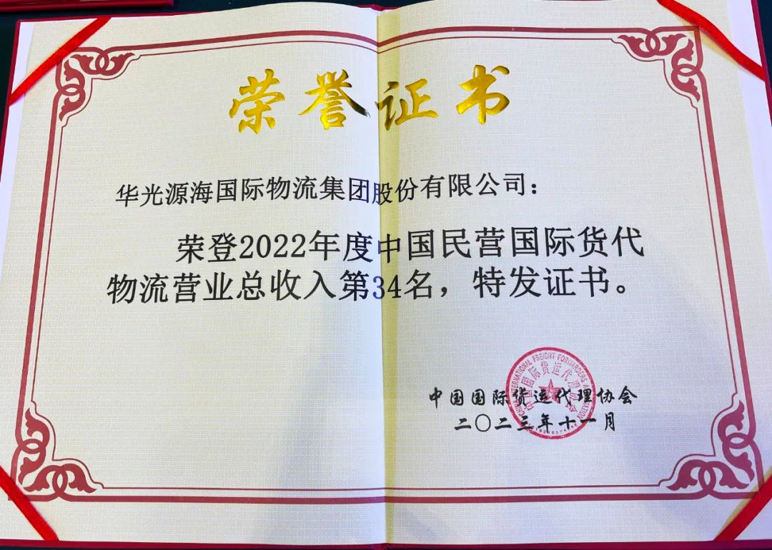 荣誉证书
华光源海国际物流集团股份有限公司：
荣登2022年度中国民营国际货代
物流营业总收入第34名，特发证书。
中国国际货运代理协会
二〇二三年十一月